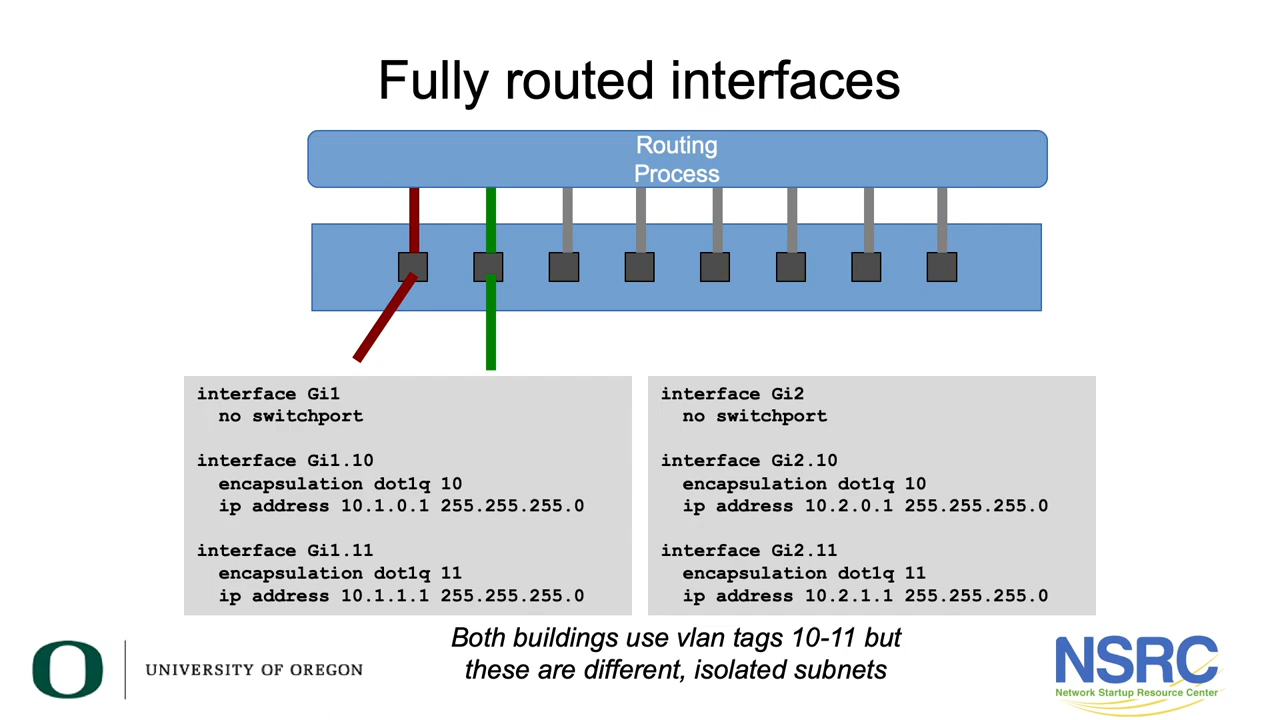 Fully routed interfaces
Routing
Process
interface Gi1
no switchport
interface Gi1.10
encapsulation dot1q 10
ip address 10.1.0.1 255.255.255.0
interface Gi1.11
encapsulation dot1q 11
ip address 10.1.1.1 255.255.255.0
interface Gi2
no switchport
interface Gi2.10
encapsulation dot1q 10
ip address 10.2.0.1 255.255.255.0
interface Gi2.11
encapsulation dot1q 11
ip address 10.2.1.1 255.255.255.0
Both buildings use vlan tags 10-11 but
these are different, isolated subnets
O
UNIVERSITY OF OREGON
NSRC
Network Startup Resource Center